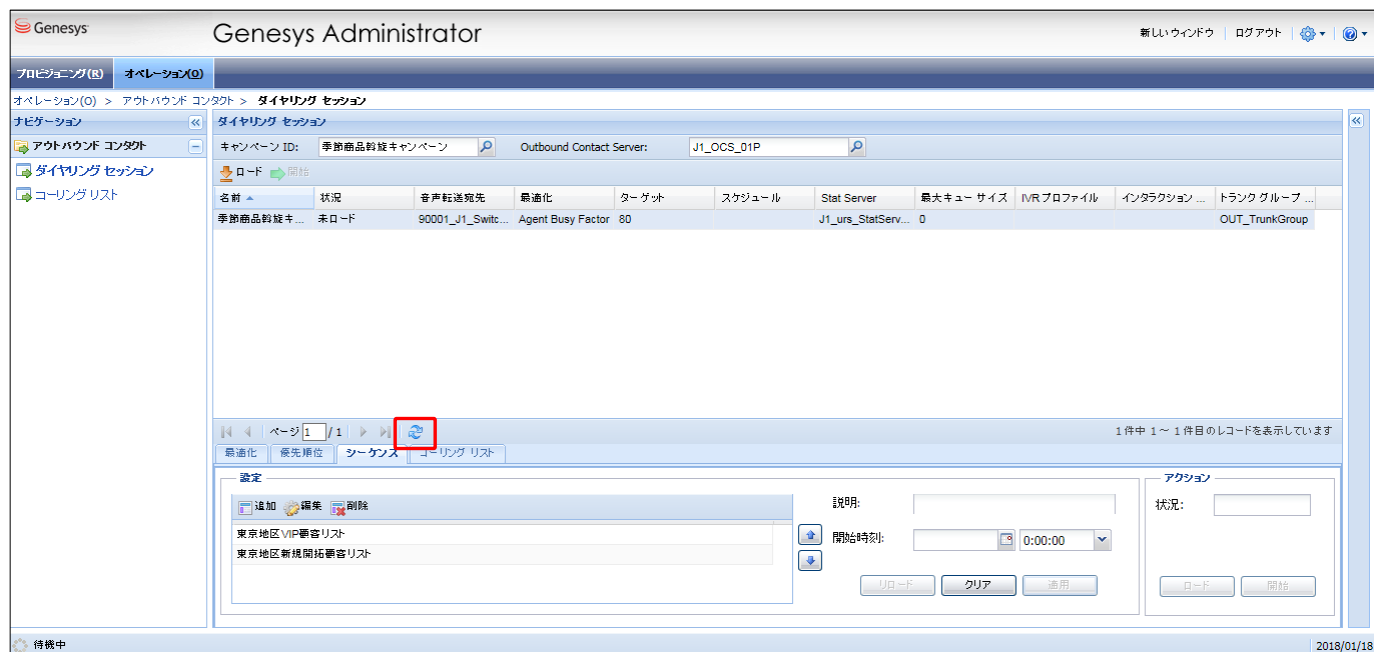 Genesys
Genesys Administrator
新しいウィンドウ ログアウト
プロビジョニング(R) オペレーション(O)
オペレーション(O) > アウトバウンド コンタクト > ダイヤリング セッション
ナビゲーション
アウトバウンド コンタクト
ダイヤリング セッション
コーリング リスト
ダイヤリング セッション
キャンペーン ID: 季節商品斡旋キャンペーン Outbound Contact Server: J1_OCS_01P
ロード 開始
名前 状況 音声転送宛先 最適化 ターゲット スケジュール Stat Server 最大キュー サイズ IVR プロファイル インタラクション ... トランク グループ ...
季節商品斡旋キ... 未ロード 90001_J1_Switc... Agent Busy Factor 80 J1_urs_StatServ... 0 OUT_TrunkGroup
ページ 1 / 1 1 件中 1 ~ 1 件目のレコードを表示しています
最適化 優先順位 シーケンス コーリング リスト
設定
追加 編集 削除
東京地区VIP顧客リスト
東京地区新規開拓顧客リスト
説明:
開始時刻: 0:00:00
リロード クリア 適用
アクション
状況:
ロード 開始
待機中 2018/01/18